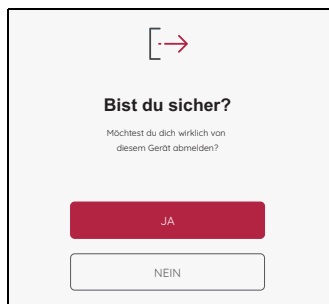 Bist du sicher?
Möchtest du dich wirklich von
diesem Gerät abmelden?
JA
NEIN